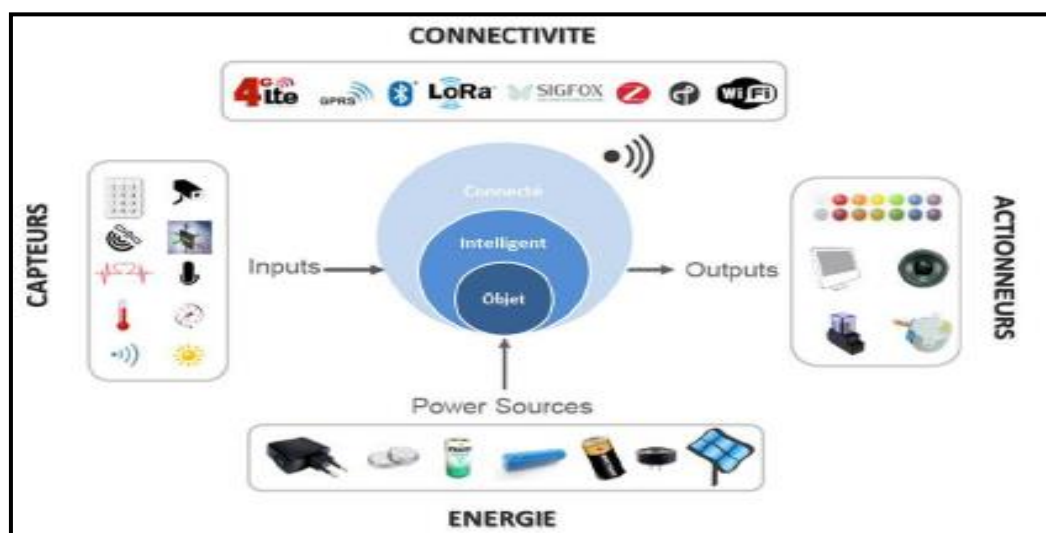 CONNECTIVITE
4G lte GPRS LoRa SIGFOX Z WiFi
CAPTEURS
Connecté
Intelligent
Objet
Inputs
Outputs
ACTIONNEURS
Power Sources
ENERGIE